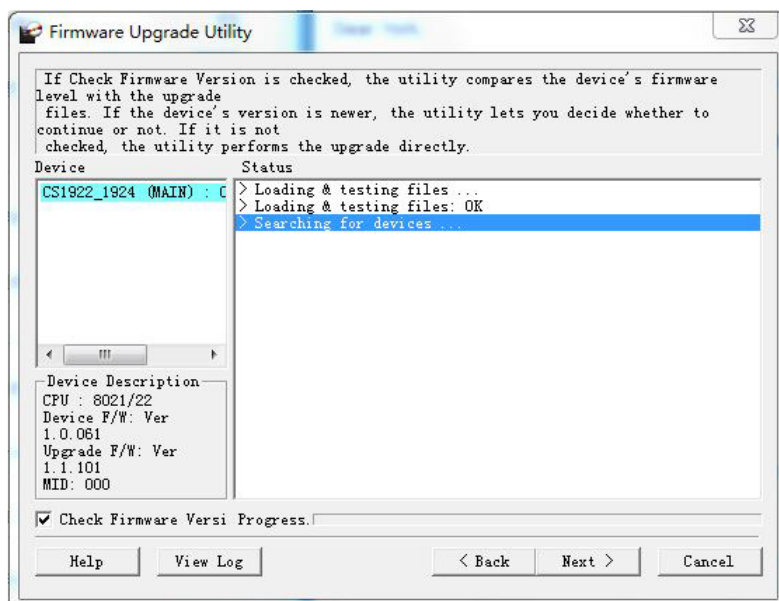 Firmware Upgrade Utility
If Check Firmware Version is checked, the utility compares the device's firmware
level with the upgrade
files. If the device's version is newer, the utility lets you decide whether to
continue or not. If it is
not
checked, the utility performs the upgrade directly.
Device
Status
CS1922_1924 (MAIN) : C
> Loading & testing files ...
> Loading & testing files: OK
> Searching for devices ...
Device Description
CPU : 8021/22
Device F/W: Ver
1.0.061
Upgrade F/W: Ver
1.1.101
MID: 000
Check Firmware Versi Progress.
Help
View Log
< Back
Next >
Cancel